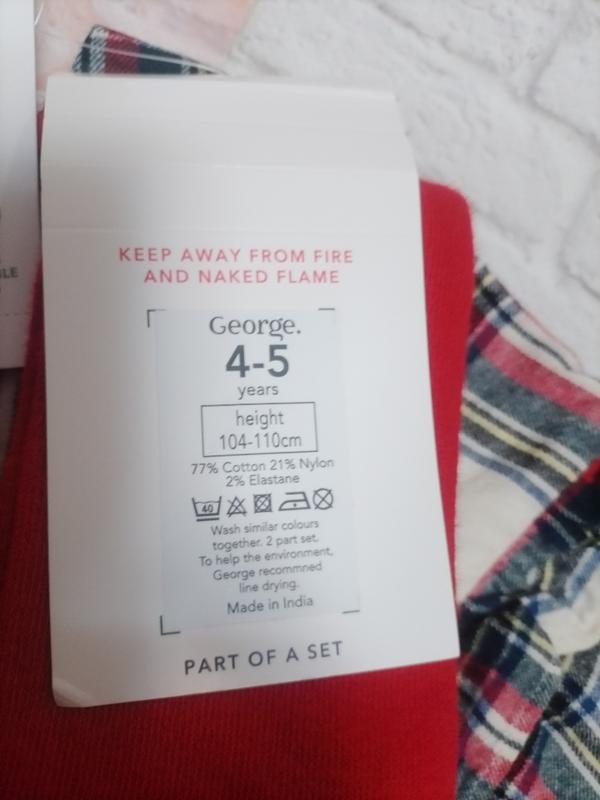 KEEP AWAY FROM FIRE
AND NAKED FLAME
George.
4-5
years
height
104-110cm
77% Cotton 21% Nylon
2% Elastane
40
Wash similar colours
together. 2 part set.
To help the environment,
George recommned
line drying.
Made in India
PART OF A SET